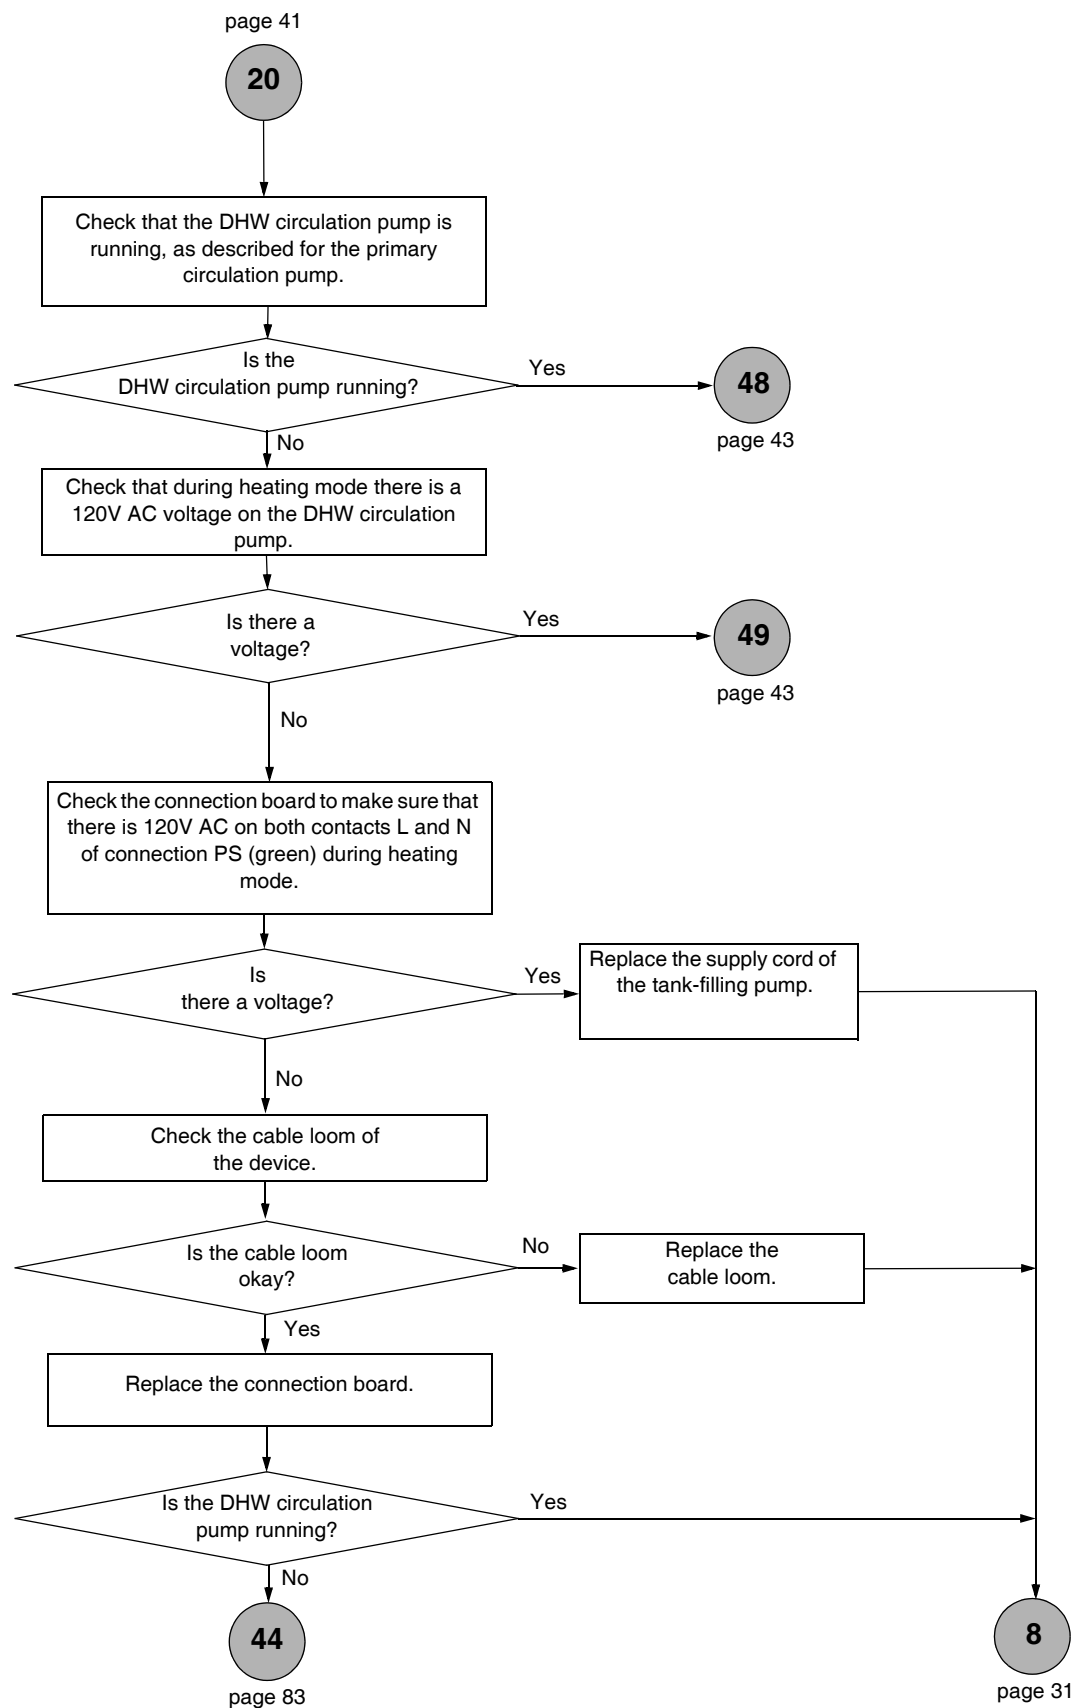 page 41
20
Check that the DHW circulation pump is
running, as described for the primary
circulation pump.
Is the
DHW circulation pump running?
Yes
48
page 43
No
Check that during heating mode there is a
120V AC voltage on the DHW circulation
pump.
Is there a
voltage?
Yes
49
page 43
No
Check the connection board to make sure that
there is 120V AC on both contacts L and N
of connection PS (green) during heating
mode.
Is
there a voltage?
Yes
Replace the supply cord of
the tank-filling pump.
No
Check the cable loom of
the device.
Is the cable loom
okay?
No
Replace the
cable loom.
Yes
Replace the connection board.
Is the DHW circulation
pump running?
Yes
No
44
page 83
8
page 31